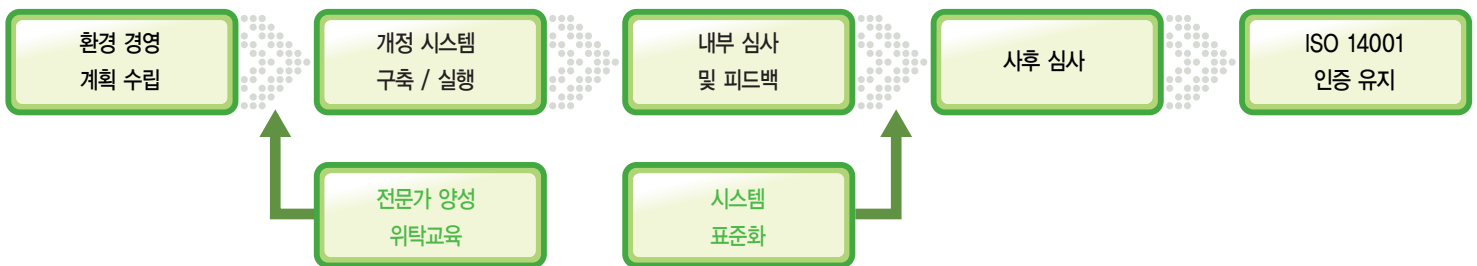 환경 경영
계획 수립
개정 시스템
구축 / 실행
내부 심사
및 피드백
사후 심사
ISO 14001
인증 유지
전문가 양성
위탁교육
시스템
표준화